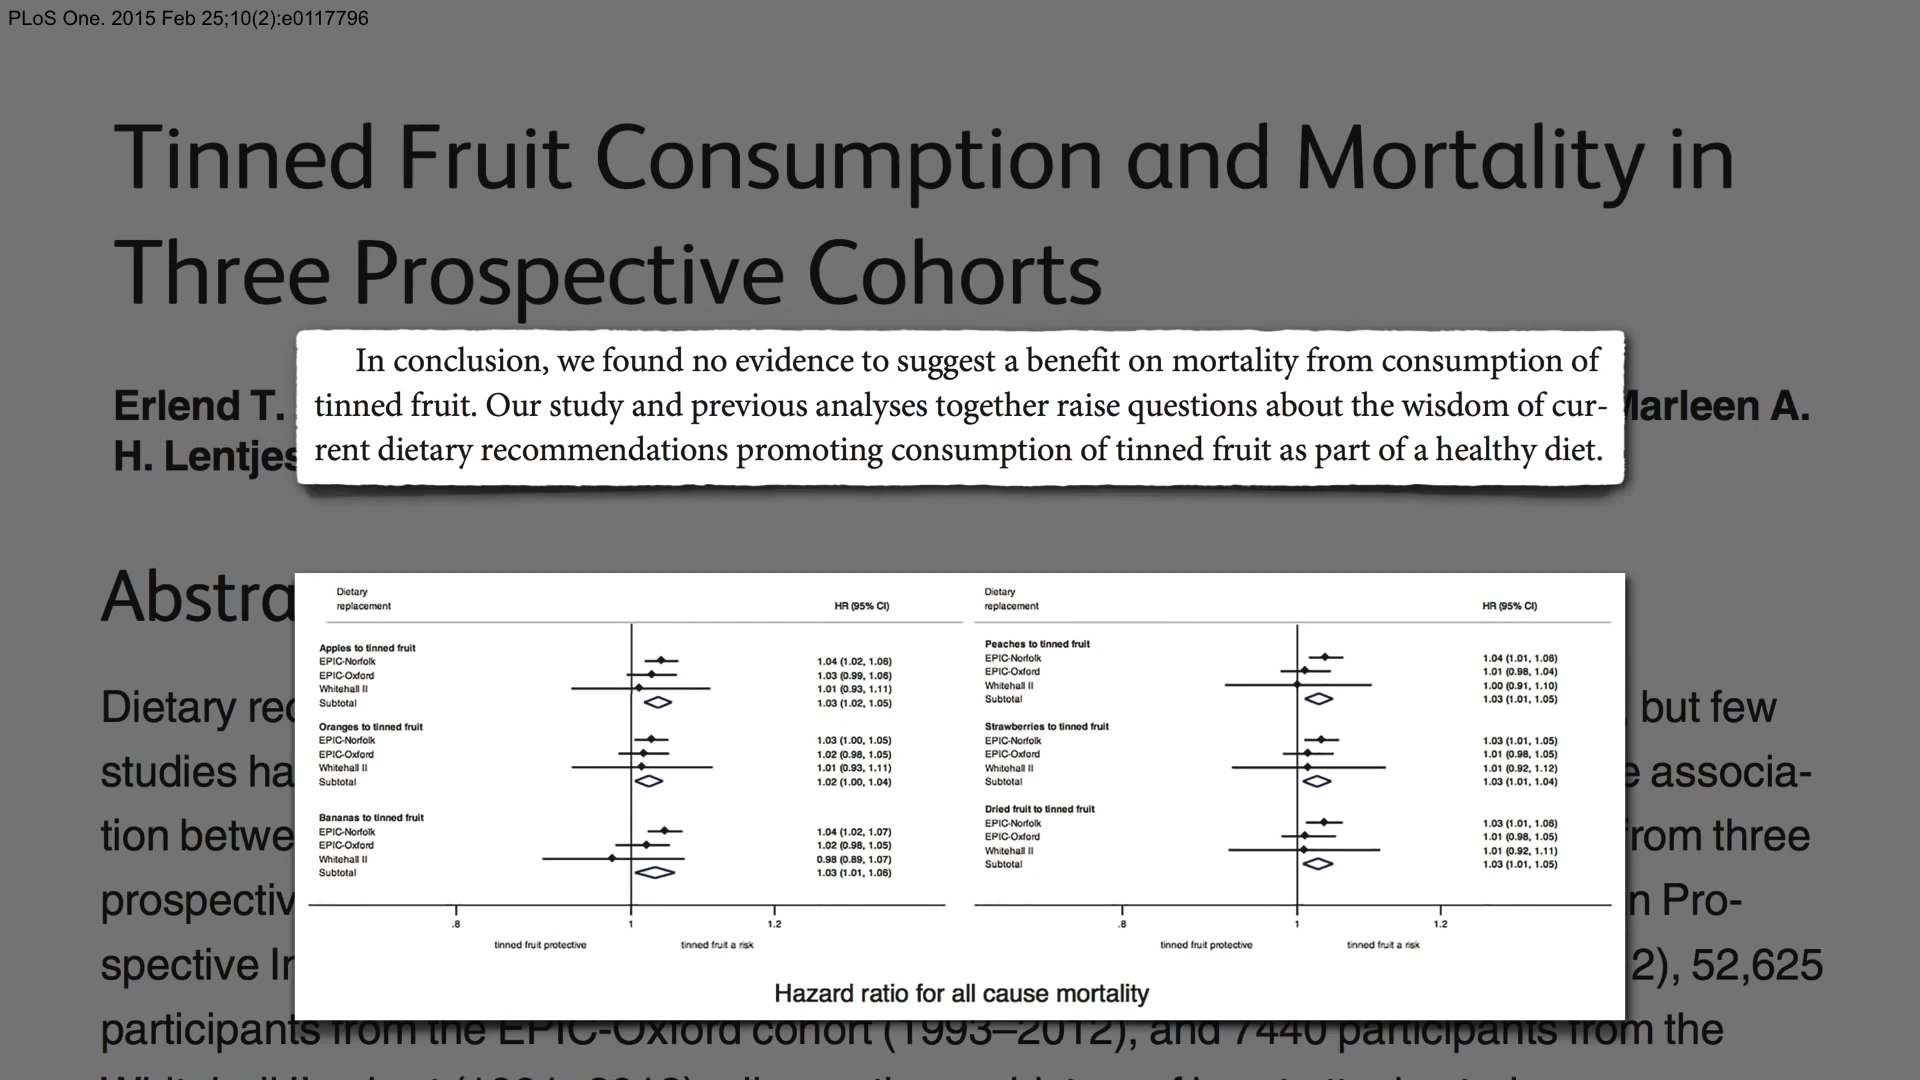 PLoS One. 2015 Feb 25;10(2):e0117796
Tinned Fruit Consumption and Mortality in
Three Prospective Cohorts
In conclusion, we found no evidence to suggest a benefit on mortality from consumption of
tinned fruit. Our study and previous analyses together raise questions about the wisdom of cur-
rent dietary recommendations promoting consumption of tinned fruit as part of a healthy diet.
Erlend T. Marleen A.
H. Lentjes
Abstra
Dietary rec , but few
studies ha e associa-
tion betwe from three
prospectiv n Pro-
spective In 2), 52,625
participants from the EPIC-Oxford cohort (1993–2012), and 7440 participants from the
Dietary
replacement HR (95% CI)
Apples to tinned fruit
EPIC-Norfolk 1.04 (1.02, 1.06)
EPIC-Oxford 1.03 (0.99, 1.06)
Whitehall II 1.01 (0.93, 1.11)
Subtotal 1.03 (1.02, 1.05)
Oranges to tinned fruit
EPIC-Norfolk 1.03 (1.00, 1.05)
EPIC-Oxford 1.02 (0.98, 1.05)
Whitehall II 1.01 (0.93, 1.11)
Subtotal 1.02 (1.00, 1.04)
Bananas to tinned fruit
EPIC-Norfolk 1.04 (1.02, 1.07)
EPIC-Oxford 1.02 (0.98, 1.05)
Whitehall II 0.98 (0.89, 1.07)
Subtotal 1.03 (1.01, 1.06)
.8 1 1.2
tinned fruit protective tinned fruit a risk
Dietary
replacement HR (95% CI)
Peaches to tinned fruit
EPIC-Norfolk 1.04 (1.01, 1.06)
EPIC-Oxford 1.01 (0.98, 1.04)
Whitehall II 1.00 (0.91, 1.10)
Subtotal 1.03 (1.01, 1.05)
Strawberries to tinned fruit
EPIC-Norfolk 1.03 (1.01, 1.05)
EPIC-Oxford 1.01 (0.98, 1.05)
Whitehall II 1.01 (0.92, 1.12)
Subtotal 1.03 (1.01, 1.04)
Dried fruit to tinned fruit
EPIC-Norfolk 1.03 (1.01, 1.06)
EPIC-Oxford 1.01 (0.98, 1.05)
Whitehall II 1.01 (0.92, 1.11)
Subtotal 1.03 (1.01, 1.05)
.8 1 1.2
tinned fruit protective tinned fruit a risk
Hazard ratio for all cause mortality